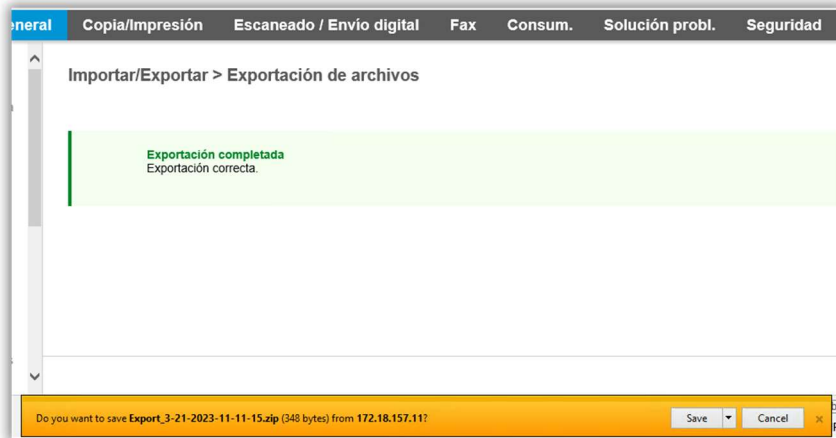 neral Copia/Impresión Escaneado / Envío digital Fax Consum. Solución probl. Seguridad
Importar/Exportar > Exportación de archivos
Exportación completada
Exportación correcta.
Do you want to save Export_3-21-2023-11-11-15.zip (348 bytes) from 172.18.157.11? Save Cancel